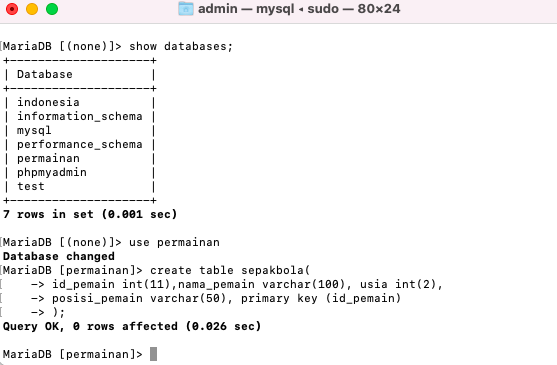 admin — mysql ◂ sudo — 80×24
MariaDB [(none)]> show databases;
+--------------------+
| Database           |
+--------------------+
| indonesia          |
| information_schema |
| mysql              |
| performance_schema |
| permainan          |
| phpmyadmin         |
| test               |
+--------------------+
7 rows in set (0.001 sec)
MariaDB [(none)]> use permainan
Database changed
MariaDB [permainan]> create table sepakbola(
    -> id_pemain int(11),nama_pemain varchar(100), usia int(2),
    -> posisi_pemain varchar(50), primary key (id_pemain)
    -> );
Query OK, 0 rows affected (0.026 sec)
MariaDB [permainan]>